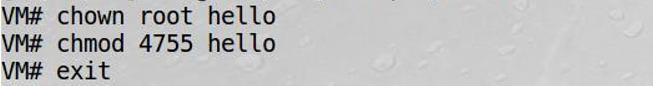 VM# chown root hello
VM# chmod 4755 hello
VM# exit